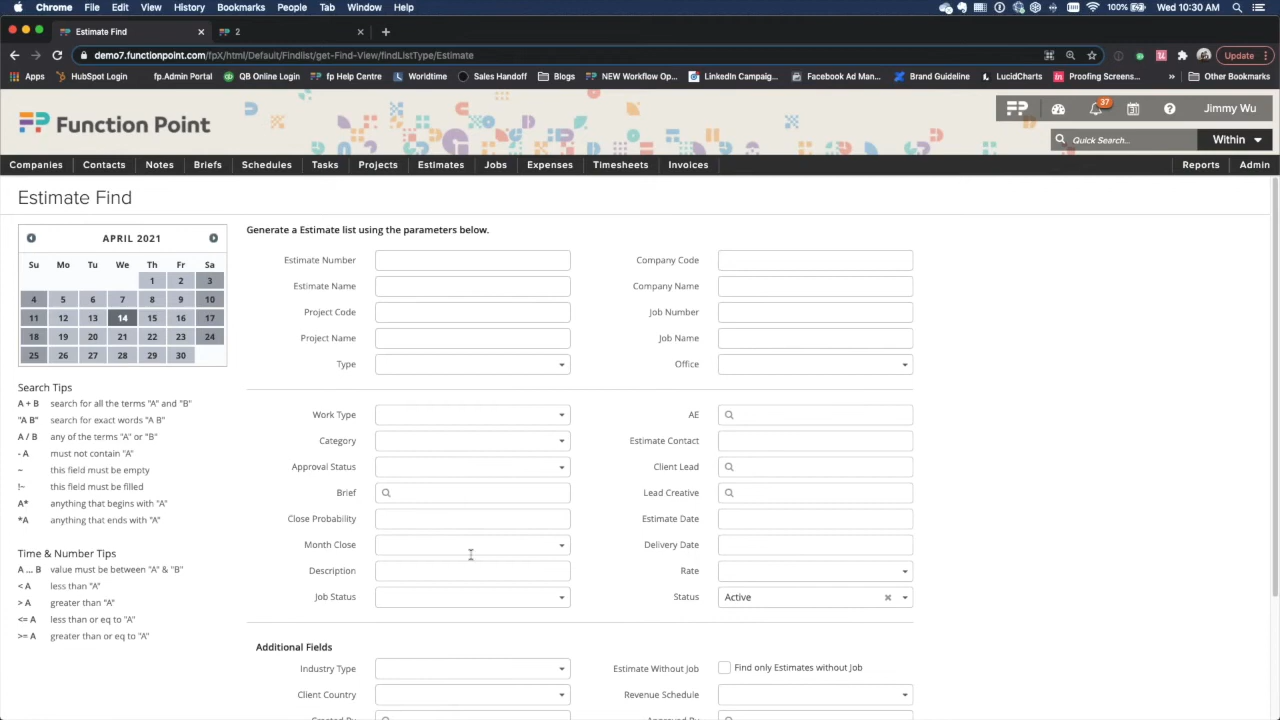 Chrome File Edit View History Bookmarks People Tab Window Help 100% Wed 10:30 AM
Estimate Find 2
demo7.functionpoint.com/fpX/html/Default/Findlist/get-Find-View/findListType/Estimate Update
Apps HubSpot Login fp.Admin Portal QB Online Login fp Help Centre Worldtime Sales Handoff Blogs NEW Workflow Op... LinkedIn Campaig... Facebook Ad Man... Brand Guideline LucidCharts Proofing Screens... » Other Bookmarks
Function Point
37 Jimmy Wu
Quick Search... Within
Companies Contacts Notes Briefs Schedules Tasks Projects Estimates Jobs Expenses Timesheets Invoices Reports Admin
Estimate Find
Generate a Estimate list using the parameters below.
APRIL 2021
Su Mo Tu We Th Fr Sa
1 2 3
4 5 6 7 8 9 10
11 12 13 14 15 16 17
18 19 20 21 22 23 24
25 26 27 28 29 30
Search Tips
A + B search for all the terms "A" and "B"
"A B" search for exact words "A B"
A / B any of the terms "A" or "B"
- A must not contain "A"
~ this field must be empty
!~ this field must be filled
A* anything that begins with "A"
*A anything that ends with "A"
Time & Number Tips
A ... B value must be between "A" & "B"
< A less than "A"
> A greater than "A"
<= A less than or eq to "A"
>= A greater than or eq to "A"
Estimate Number Company Code
Estimate Name Company Name
Project Code Job Number
Project Name Job Name
Type Office
Work Type AE
Category Estimate Contact
Approval Status Client Lead
Brief Lead Creative
Close Probability Estimate Date
Month Close Delivery Date
Description Rate
Job Status Status Active
Additional Fields
Industry Type Estimate Without Job Find only Estimates without Job
Client Country Revenue Schedule
Created By Approved By